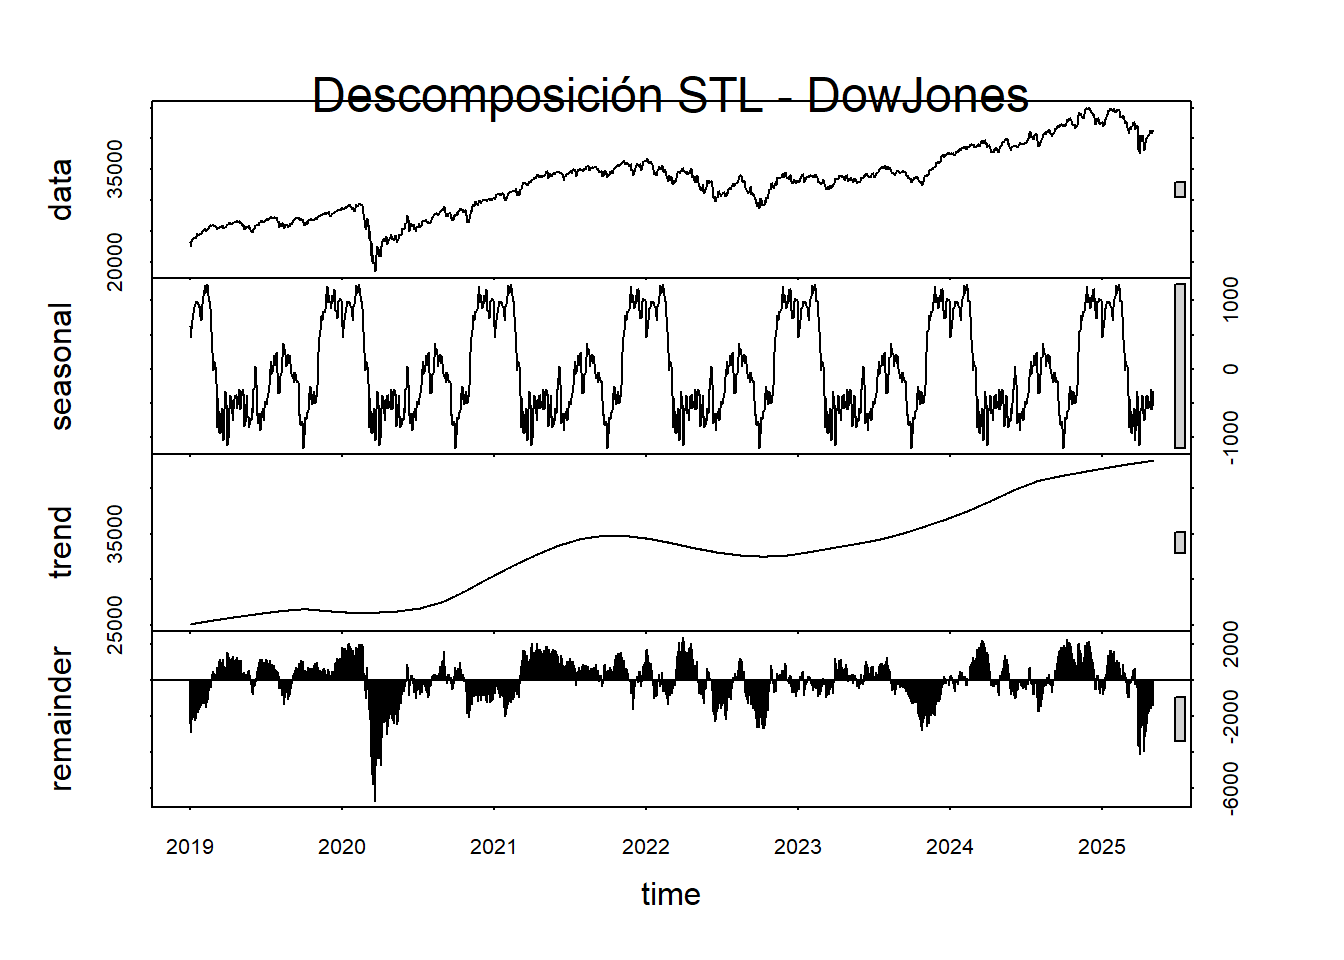 Descomposición STL - DowJones
data
20000 35000
seasonal
-1000 0 1000
trend
25000 35000
remainder
-6000 -2000 2000
2019 2020 2021 2022 2023 2024 2025
time